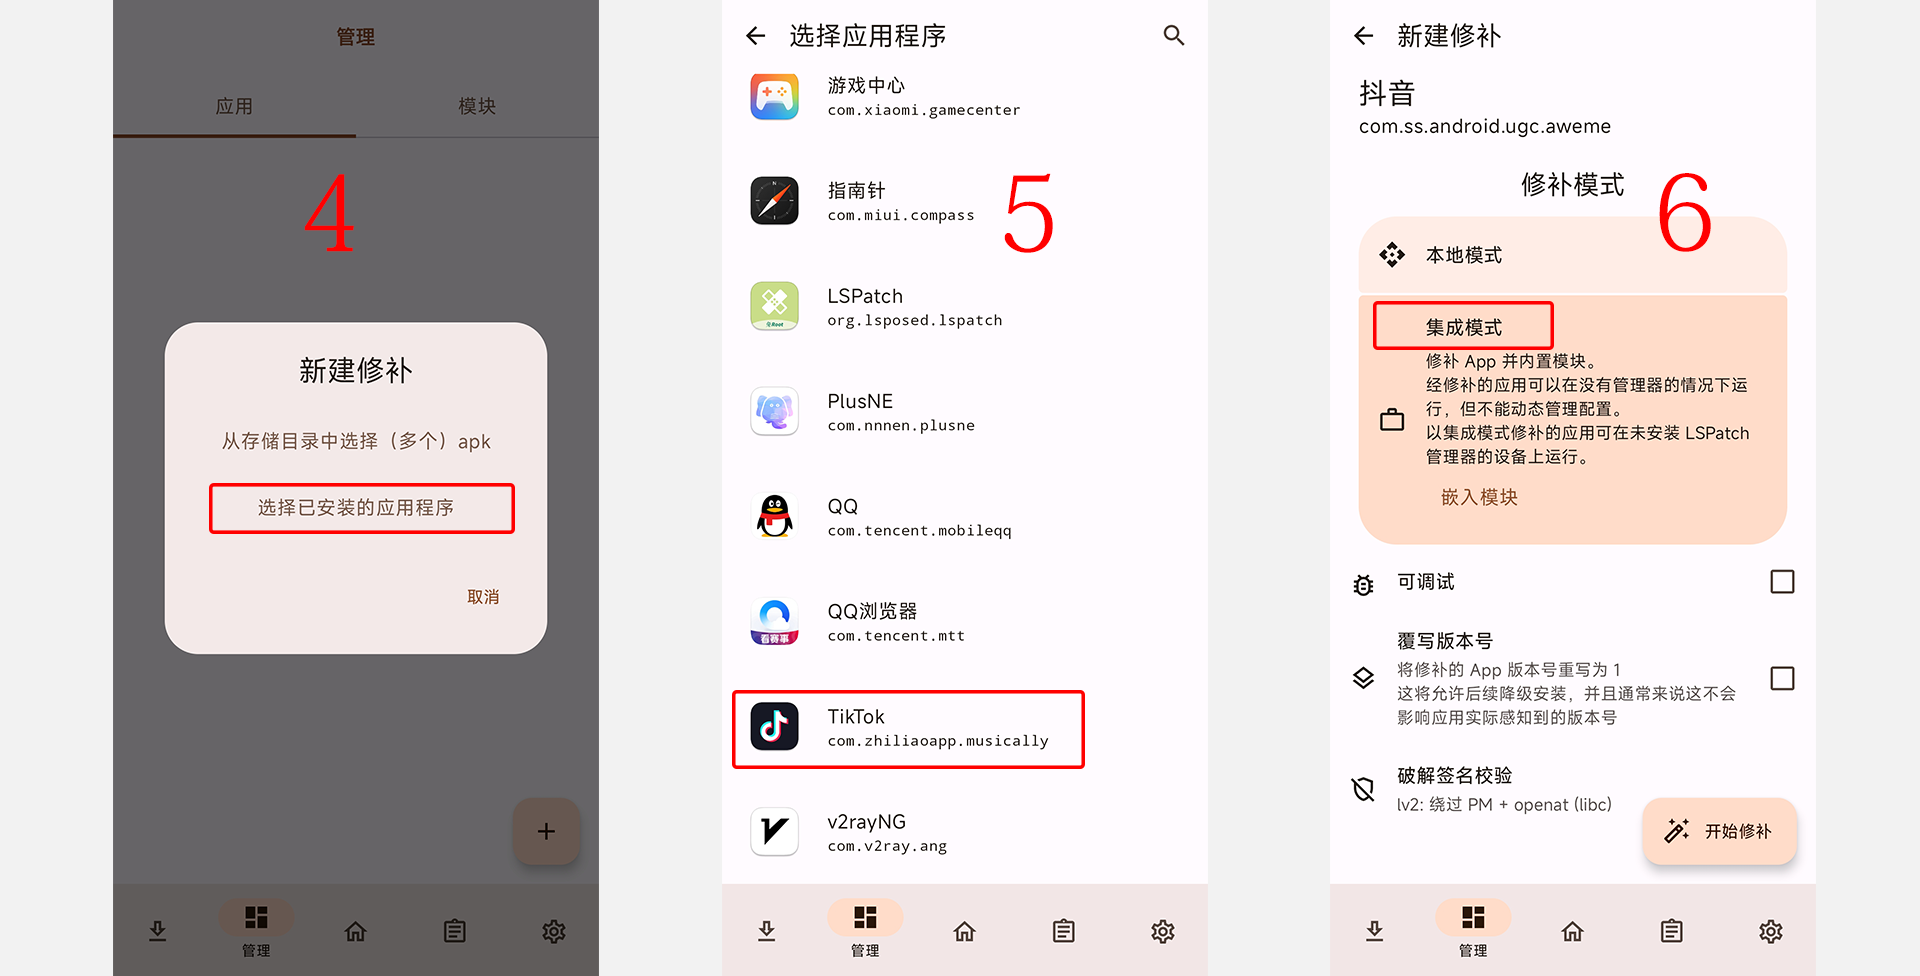 管理
应用
模块
4
新建修补
从存储目录中选择（多个）apk
选择已安装的应用程序
取消
管理
选择应用程序
游戏中心
com.xiaomi.gamecenter
指南针
com.miui.compass
5
LSPatch
org.lsposed.lspatch
PlusNE
com.nnnen.plusne
QQ
com.tencent.mobileqq
QQ浏览器
com.tencent.mtt
TikTok
com.zhiliaoapp.musically
v2rayNG
com.v2ray.ang
管理
新建修补
抖音
com.ss.android.ugc.aweme
修补模式
6
本地模式
集成模式
修补 App 并内置模块。
经修补的应用可以在没有管理器的情况下运
行，但不能动态管理配置。
以集成模式修补的应用可在未安装 LSPatch
管理器的设备上运行。
嵌入模块
可调试
覆写版本号
将修补的 App 版本号重写为 1
这将允许后续降级安装，并且通常来说这不会
影响应用实际感知到的版本号
破解签名校验
lv2: 绕过 PM + openat (libc)
开始修补
管理